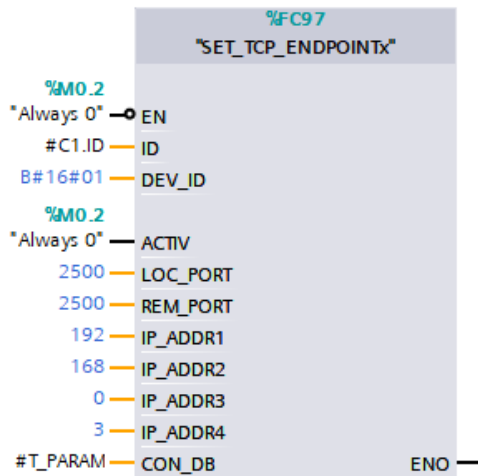 %FC97
"SET_TCP_ENDPOINTx"
%M0.2
"Always 0" EN
#C1.ID ID
B#16#01 DEV_ID
%M0.2
"Always 0" ACTIV
2500 LOC_PORT
2500 REM_PORT
192 IP_ADDR1
168 IP_ADDR2
0 IP_ADDR3
3 IP_ADDR4
#T_PARAM CON_DB ENO